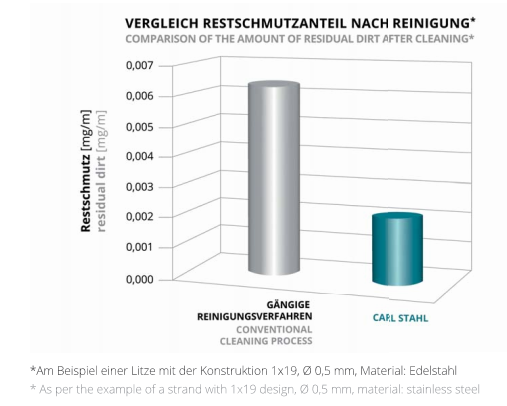 VERGLEICH RESTSCHMUTZANTEIL NACH REINIGUNG*
COMPARISON OF THE AMOUNT OF RESIDUAL DIRT AFTER CLEANING*
Restschmutz [mg/m]
residual dirt [mg/m]
0,007
0,006
0,005
0,004
0,003
0,002
0,001
0,000
GÄNGIGE
REINIGUNGSVERFAHREN
CONVENTIONAL
CLEANING PROCESS
CARL STAHL
*Am Beispiel einer Litze mit der Konstruktion 1x19, Ø 0,5 mm, Material: Edelstahl
* As per the example of a strand with 1x19 design, Ø 0,5 mm, material: stainless steel